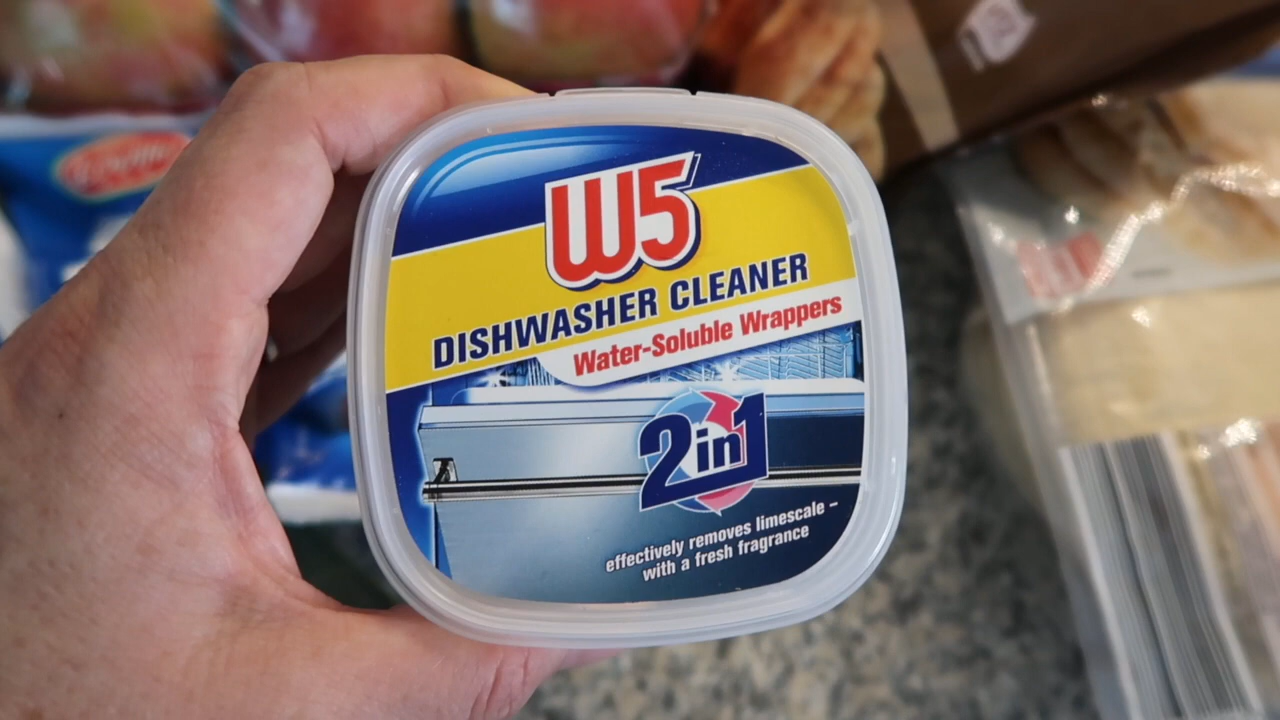 W5
DISHWASHER CLEANER
Water-Soluble Wrappers
2in1
effectively removes limescale –
with a fresh fragrance